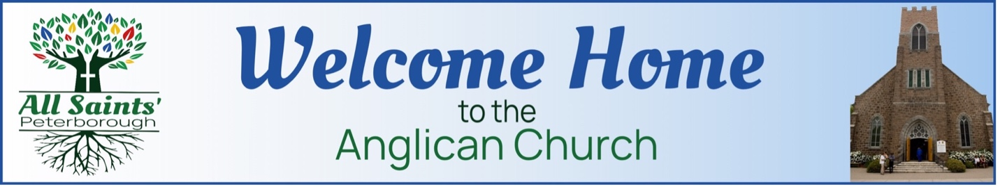 All Saints'
Peterborough
Welcome Home
to the
Anglican Church